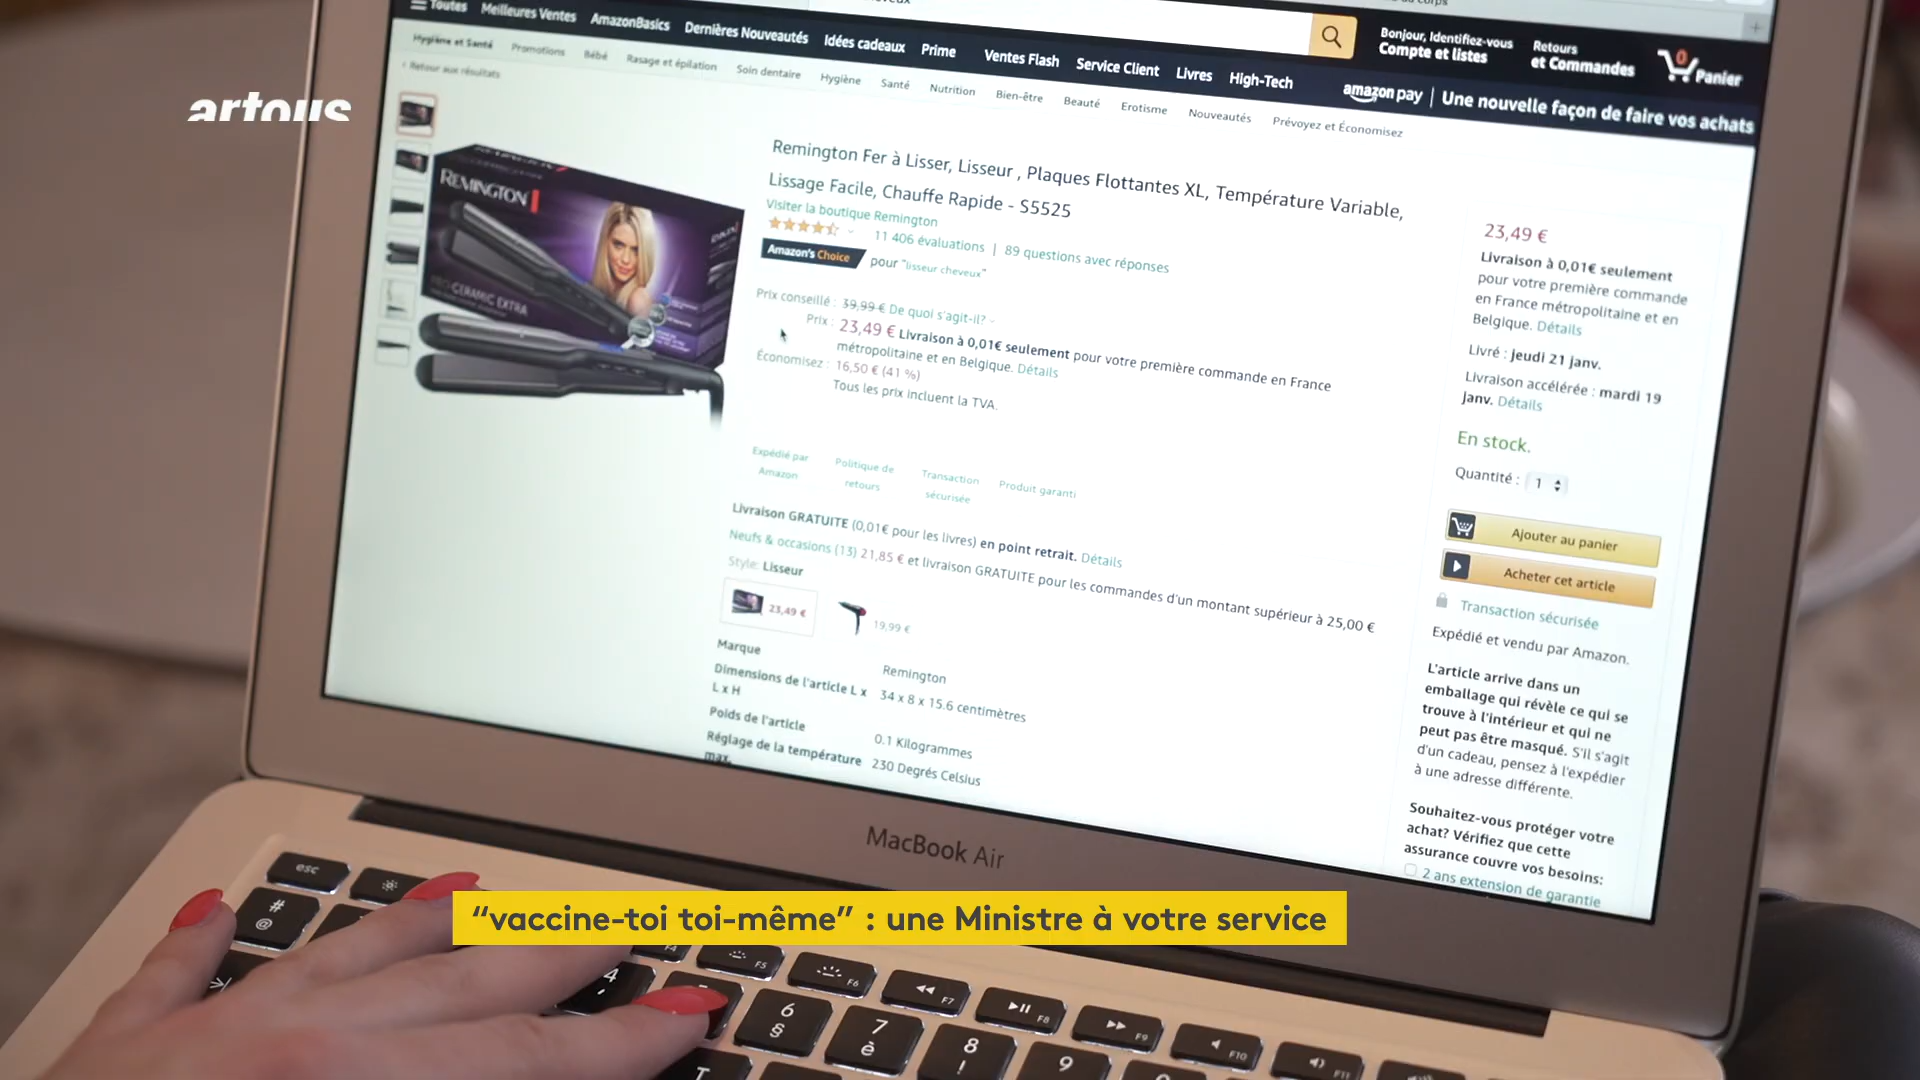 Toutes Meilleures Ventes AmazonBasics Dernières Nouveautés Idées cadeaux Prime Ventes Flash Service Client Livres High-Tech
Bonjour, Identifiez-vous
Compte et listes
Retours
et Commandes
0
Panier
Hygiène et Santé Promotions Bébé Rasage et épilation Soin dentaire Hygiène Santé Nutrition Bien-être Beauté Erotisme Nouveautés Prévoyez et Économisez
amazon pay | Une nouvelle façon de faire vos achats
‹ Retour aux résultats
artous
REMINGTON
CERAMIC EXTRA
Remington Fer à Lisser, Lisseur , Plaques Flottantes XL, Température Variable,
Lissage Facile, Chauffe Rapide - S5525
Visiter la boutique Remington
11 406 évaluations | 89 questions avec réponses
Amazon's Choice pour "lisseur cheveux"
Prix conseillé : 39,99 € De quoi s'agit-il?
Prix : 23,49 € Livraison à 0,01€ seulement pour votre première commande en France
métropolitaine et en Belgique. Détails
Économisez : 16,50 € (41 %)
Tous les prix incluent la TVA.
Expédié par
Amazon
Politique de
retours
Transaction
sécurisée
Produit garanti
Livraison GRATUITE (0,01€ pour les livres) en point retrait. Détails
Neufs & occasions (13) 21,85 € et livraison GRATUITE pour les commandes d'un montant supérieur à 25,00 €
Style: Lisseur
23,49 €
19,99 €
Marque
Remington
Dimensions de l'article L x
L x H
34 x 8 x 15.6 centimètres
Poids de l'article
0.1 Kilogrammes
Réglage de la température
max.
230 Degrés Celsius
23,49 €
Livraison à 0,01€ seulement
pour votre première commande
en France métropolitaine et en
Belgique. Détails
Livré : jeudi 21 janv.
Livraison accélérée : mardi 19
janv. Détails
En stock.
Quantité : 1
Ajouter au panier
Acheter cet article
Transaction sécurisée
Expédié et vendu par Amazon.
L'article arrive dans un
emballage qui révèle ce qui se
trouve à l'intérieur et qui ne
peut pas être masqué. S'il s'agit
d'un cadeau, pensez à l'expédier
à une adresse différente.
Souhaitez-vous protéger votre
achat? Vérifiez que cette
assurance couvre vos besoins:
2 ans extension de garantie
MacBook Air
“vaccine-toi toi-même” : une Ministre à votre service
esc
F4 F5 F6 F7 F8 F9 F10 F11
#
@
4
6
§
7
è
8
!
9
T